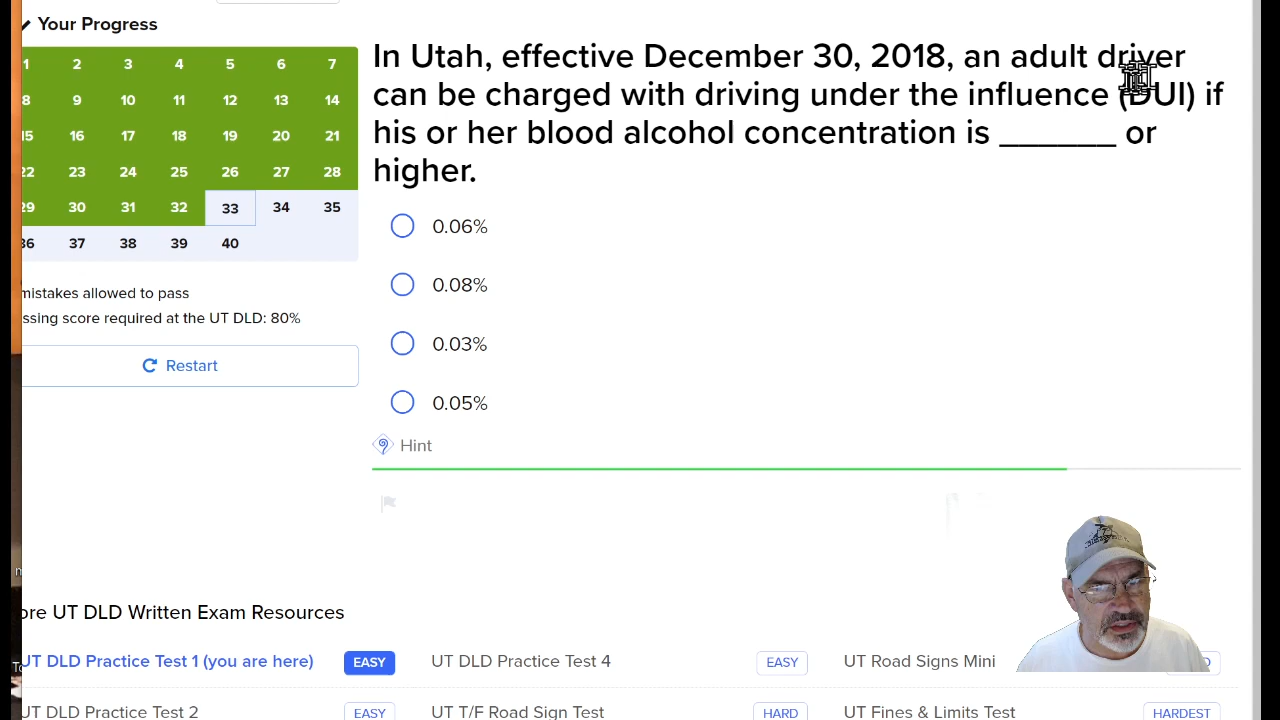 Your Progress
1 2 3 4 5 6 7
8 9 10 11 12 13 14
15 16 17 18 19 20 21
22 23 24 25 26 27 28
29 30 31 32 33 34 35
36 37 38 39 40
mistakes allowed to pass
ssing score required at the UT DLD: 80%
Restart
In Utah, effective December 30, 2018, an adult driver
can be charged with driving under the influence (DUI) if
his or her blood alcohol concentration is ______ or
higher.
0.06%
0.08%
0.03%
0.05%
Hint
ore UT DLD Written Exam Resources
UT DLD Practice Test 1 (you are here) EASY
UT DLD Practice Test 4 EASY
UT Road Signs Mini
UT DLD Practice Test 2 EASY
UT T/F Road Sign Test HARD
UT Fines & Limits Test HARDEST